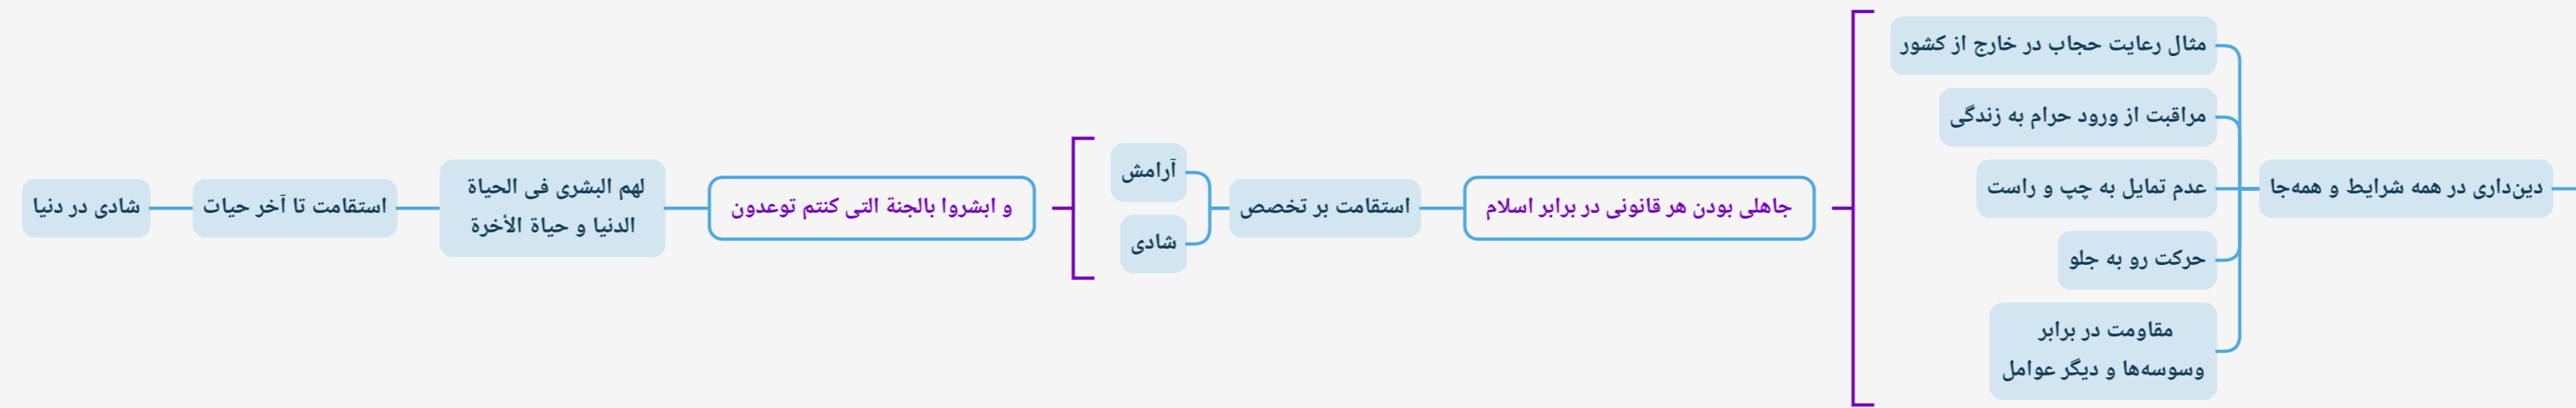 دین‌داری در همه شرایط و همه‌جا
مثال رعایت حجاب در خارج از کشور
مراقبت از ورود حرام به زندگی
عدم تمایل به چپ و راست
حرکت رو به جلو
مقاومت در برابر
وسوسه‌ها و دیگر عوامل
جاهلی بودن هر قانونی در برابر اسلام
استقامت بر تخصص
آرامش
شادی
و ابشروا بالجنة التی کنتم توعدون
لهم البشری فی الحیاة
الدنیا و حیاة الأخرة
استقامت تا آخر حیات
شادی در دنیا